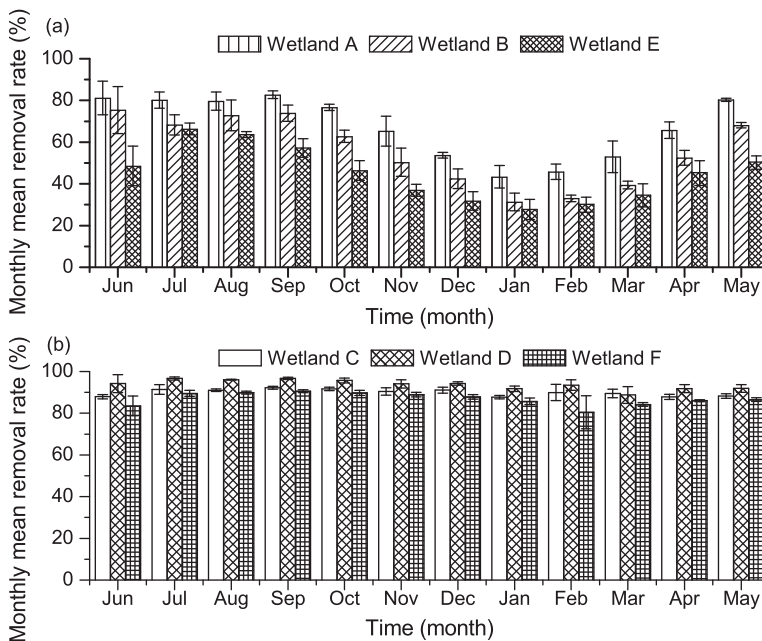 (a)
Monthly mean removal rate (%)
Wetland A Wetland B Wetland E
100
80
60
40
20
0
Jun Jul Aug Sep Oct Nov Dec Jan Feb Mar Apr May
Time (month)
(b)
Monthly mean removal rate (%)
Wetland C Wetland D Wetland F
100
80
60
40
20
0
Jun Jul Aug Sep Oct Nov Dec Jan Feb Mar Apr May
Time (month)